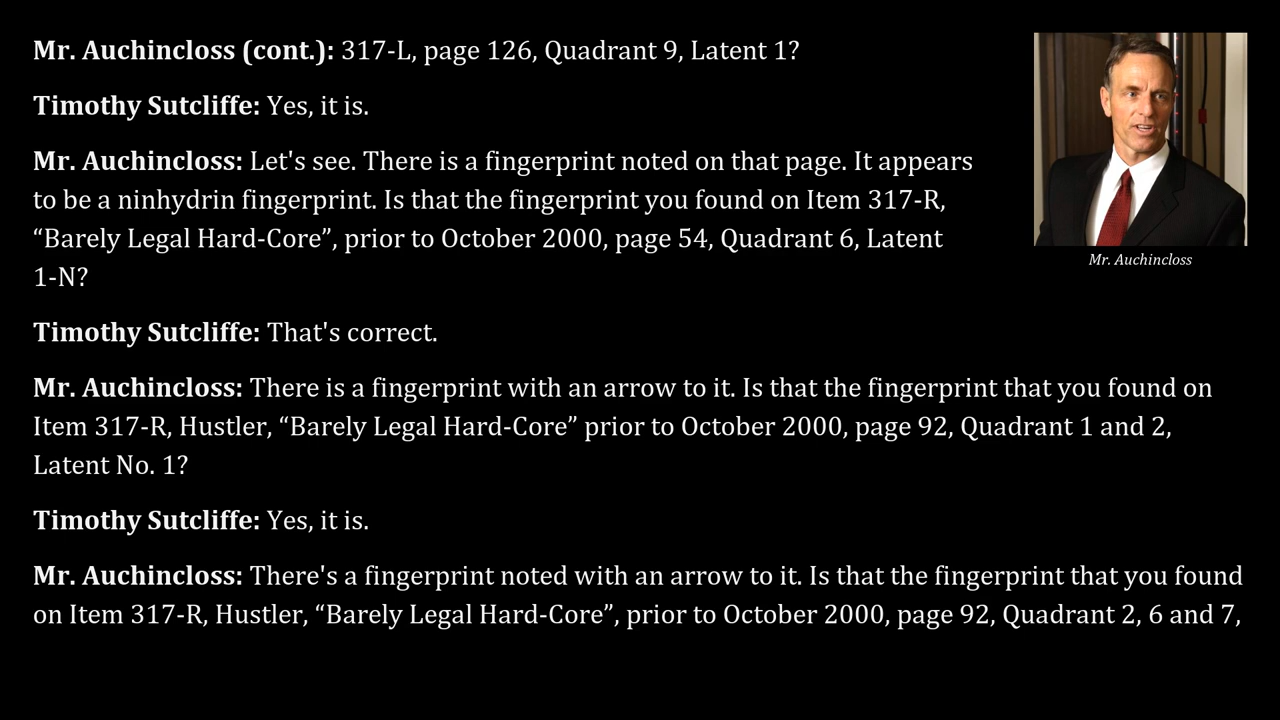 Mr. Auchincloss (cont.): 317-L, page 126, Quadrant 9, Latent 1?
Timothy Sutcliffe: Yes, it is.
Mr. Auchincloss: Let's see. There is a fingerprint noted on that page. It appears
to be a ninhydrin fingerprint. Is that the fingerprint you found on Item 317-R,
“Barely Legal Hard-Core”, prior to October 2000, page 54, Quadrant 6, Latent
1-N?
Mr. Auchincloss
Timothy Sutcliffe: That's correct.
Mr. Auchincloss: There is a fingerprint with an arrow to it. Is that the fingerprint that you found on
Item 317-R, Hustler, “Barely Legal Hard-Core” prior to October 2000, page 92, Quadrant 1 and 2,
Latent No. 1?
Timothy Sutcliffe: Yes, it is.
Mr. Auchincloss: There's a fingerprint noted with an arrow to it. Is that the fingerprint that you found
on Item 317-R, Hustler, “Barely Legal Hard-Core”, prior to October 2000, page 92, Quadrant 2, 6 and 7,